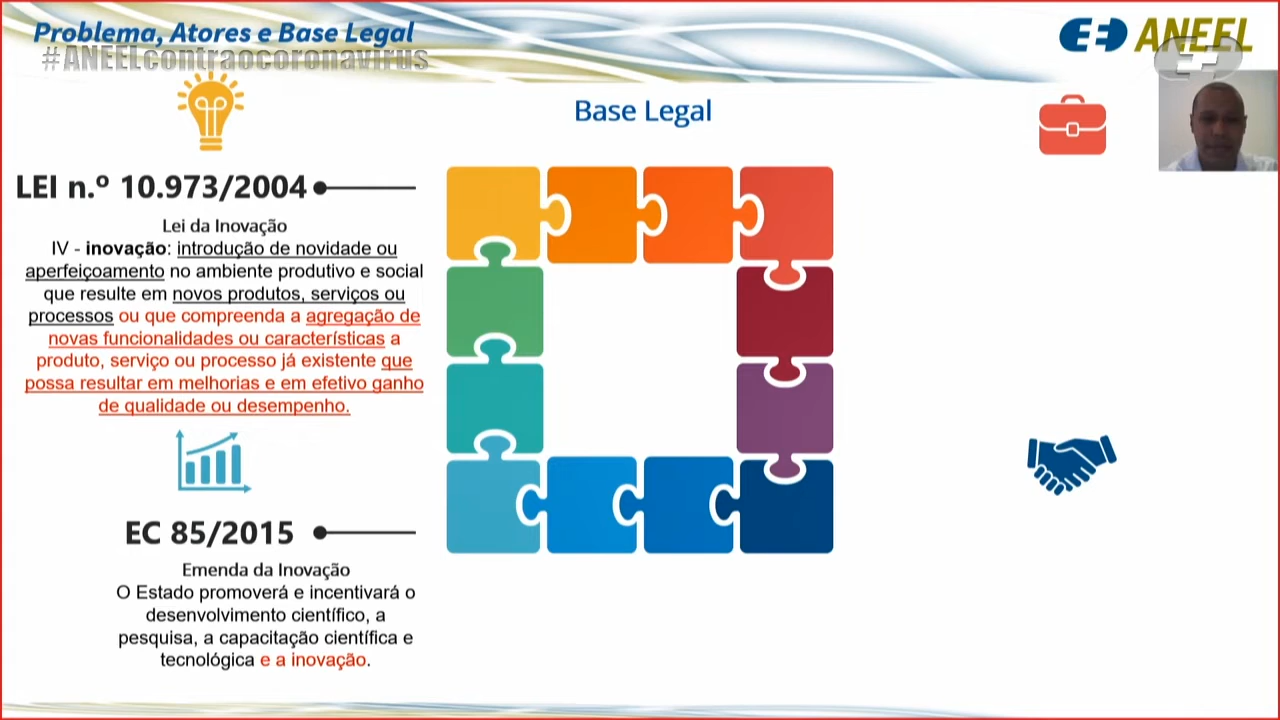 Problema, Atores e Base Legal
#ANEELcontraocoronavirus
ANEEL
Base Legal
LEI n.º 10.973/2004
Lei da Inovação
IV - inovação: introdução de novidade ou
aperfeiçoamento no ambiente produtivo e social
que resulte em novos produtos, serviços ou
processos ou que compreenda a agregação de
novas funcionalidades ou características a
produto, serviço ou processo já existente que
possa resultar em melhorias e em efetivo ganho
de qualidade ou desempenho.
EC 85/2015
Emenda da Inovação
O Estado promoverá e incentivará o
desenvolvimento científico, a
pesquisa, a capacitação científica e
tecnológica e a inovação.